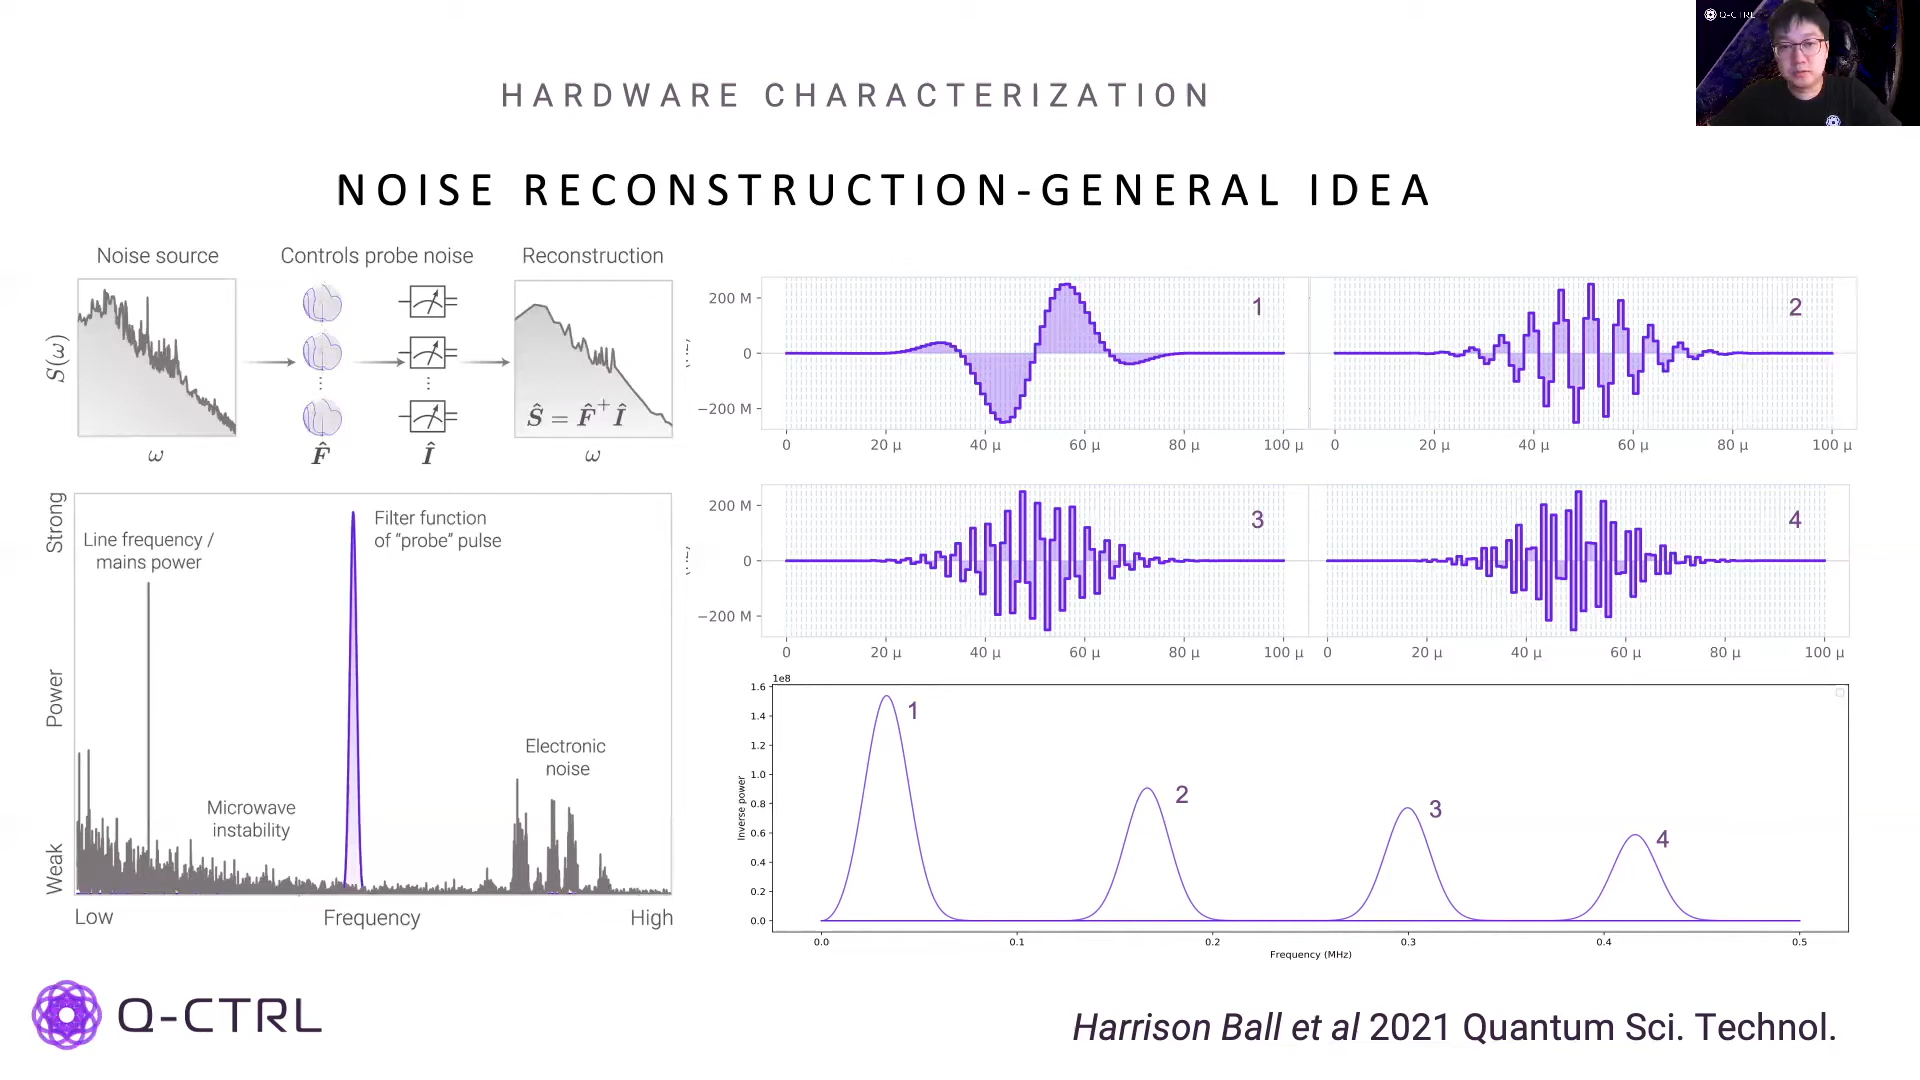 Q-CTRL
HARDWARE CHARACTERIZATION
NOISE RECONSTRUCTION-GENERAL IDEA
Noise source
Controls probe noise
Reconstruction
S(ω)
Ŝ = F̂⁺Î
ω
F̂
Î
ω
Strong
Power
Weak
Line frequency /
mains power
Filter function
of “probe” pulse
Microwave
instability
Electronic
noise
Low
Frequency
High
200 M
0
−200 M
1
2
0
20 μ
40 μ
60 μ
80 μ
100 μ
0
20 μ
40 μ
60 μ
80 μ
100 μ
200 M
0
−200 M
3
4
0
20 μ
40 μ
60 μ
80 μ
100 μ
0
20 μ
40 μ
60 μ
80 μ
100 μ
1e8
1.6
1.4
1.2
1.0
0.8
0.6
0.4
0.2
0.0
Inverse power
1
2
3
4
0.0
0.1
0.2
0.3
0.4
0.5
Frequency (MHz)
Q-CTRL
Harrison Ball et al 2021 Quantum Sci. Technol.